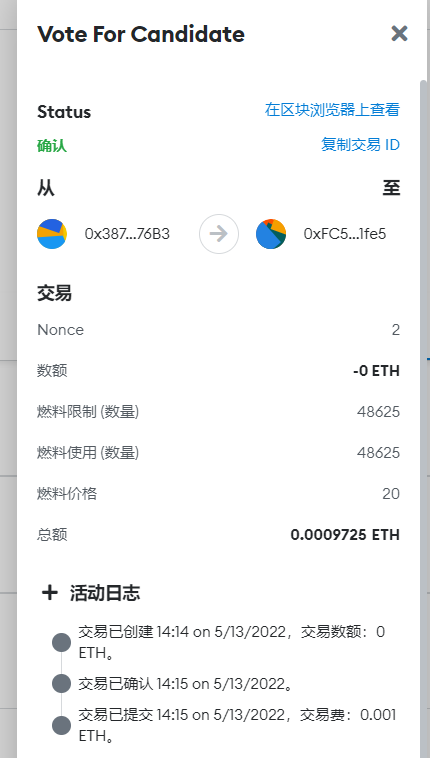 Vote For Candidate
Status 在区块浏览器上查看
确认 复制交易 ID
从 至
0x387...76B3 0xFC5...1fe5
交易
Nonce 2
数额 -0 ETH
燃料限制 (数量) 48625
燃料使用 (数量) 48625
燃料价格 20
总额 0.0009725 ETH
活动日志
交易已创建 14:14 on 5/13/2022，交易数额：0
ETH。
交易已确认 14:15 on 5/13/2022。
交易已提交 14:15 on 5/13/2022，交易费：0.001
ETH。